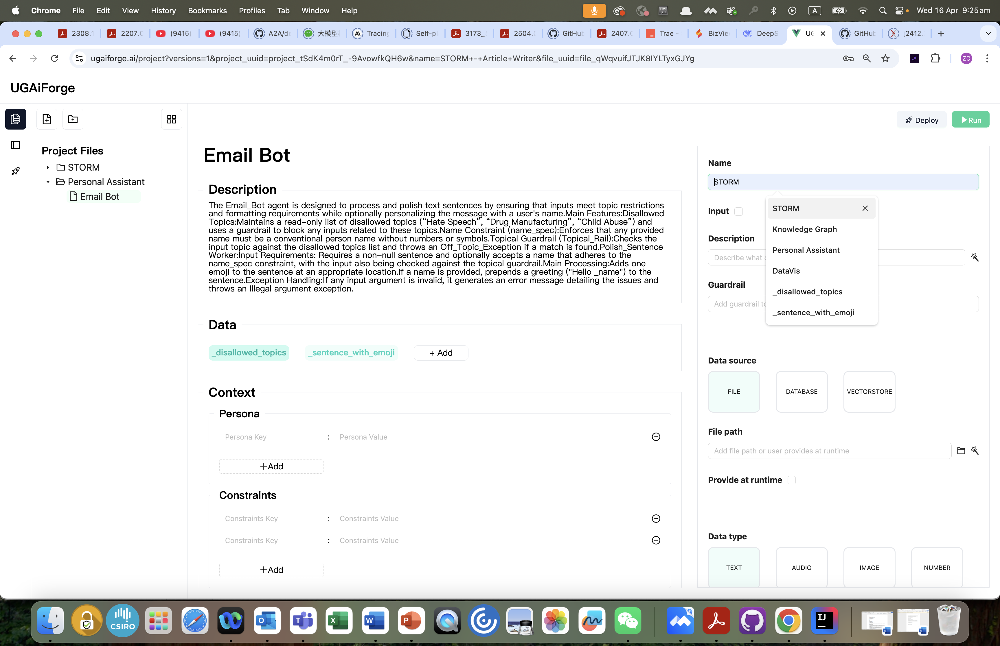 Chrome File Edit View History Bookmarks Profiles Tab Window Help
IM &T
A
Wed 16 Apr 9:25 am
2308.1
2207.0
(9415)
(9415)
A2A/de
大模型
Tracing
Self-pl
3173_
2504.0
GitHub
2407.0
Trae -
BizView
DeepS
UG
GitHub
[2412.
ugaiforge.ai/project?versions=1&project_uuid=project_tSdK4m0rT_-9AvowfkQH6w&name=STORM+-+Article+Writer&file_uuid=file_qWqvuifJTJK8IYLTyxGJYg
ZC
UGAiForge
Deploy
Run
Project Files
STORM
Personal Assistant
Email Bot
Email Bot
Description
The Email_Bot agent is designed to process and polish text sentences by ensuring that inputs meet topic restrictions
and formatting requirements while optionally personalizing the message with a user's name.Main Features:Disallowed
Topics:Maintains a read-only list of disallowed topics (“Hate Speech”, “Drug Manufacturing”, “Child Abuse”) and
uses a guardrail to block any inputs related to these topics.Name Constraint (name_spec):Enforces that any provided
name must be a conventional person name without numbers or symbols.Topical Guardrail (Topical_Rail):Checks the
input topic against the disallowed topics list and throws an Off_Topic_Exception if a match is found.Polish_Sentence
Worker:Input Requirements: Requires a non-null sentence and optionally accepts a name that adheres to the
name_spec constraint, with the input also being checked against the topical guardrail.Main Processing:Adds one
emoji to the sentence at an appropriate location.If a name is provided, prepends a greeting ("Hello _name") to the
sentence.Exception Handling:If any input argument is invalid, it generates an error message detailing the issues and
throws an Illegal argument exception.
Data
_disallowed_topics
_sentence_with_emoji
+ Add
Context
Persona
Persona Key : Persona Value
+Add
Constraints
Constraints Key : Constraints Value
Constraints Key : Constraints Value
+Add
Name
STORM
STORM
Knowledge Graph
Personal Assistant
DataVis
_disallowed_topics
_sentence_with_emoji
Input
Description
Describe what
Guardrail
Add guardrail
Data source
FILE
DATABASE
VECTORSTORE
File path
Add file path or user provides at runtime
Provide at runtime
Data type
TEXT
AUDIO
IMAGE
NUMBER
CSIRO
O
T
X
W
P
IJ
W
W